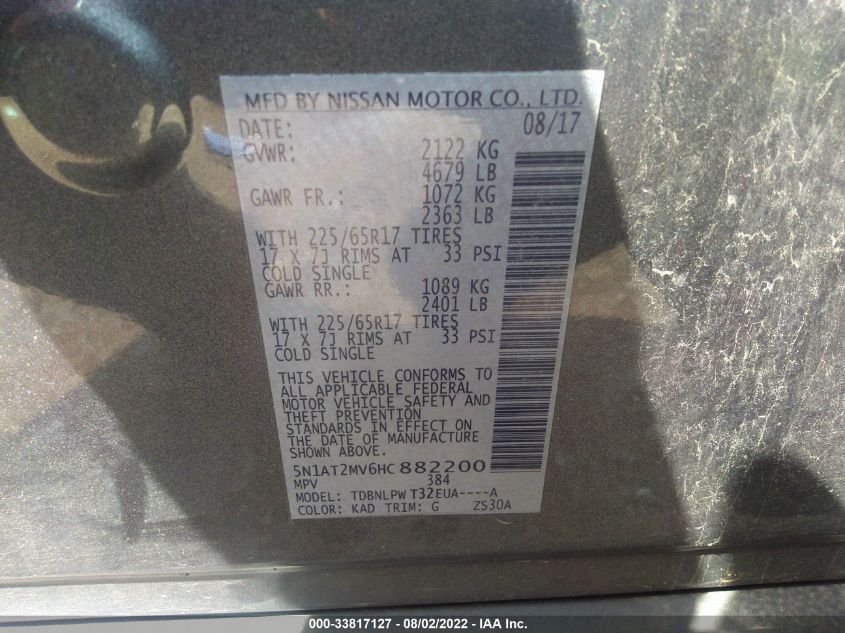 MFD BY NISSAN MOTOR CO., LTD.
DATE: 08/17
GVWR: 2122 KG
4679 LB
GAWR FR.: 1072 KG
2363 LB
WITH 225/65R17 TIRES
17 X 7J RIMS AT 33 PSI
COLD SINGLE
GAWR RR.: 1089 KG
2401 LB
WITH 225/65R17 TIRES
17 X 7J RIMS AT 33 PSI
COLD SINGLE
THIS VEHICLE CONFORMS TO
ALL APPLICABLE FEDERAL
MOTOR VEHICLE SAFETY AND
THEFT PREVENTION
STANDARDS IN EFFECT ON
THE DATE OF MANUFACTURE
SHOWN ABOVE.
5N1AT2MV6HC882200
MPV 384
MODEL: TDBNLPW T32EUA----A
COLOR: KAD TRIM: G ZS30A
000-33817127 - 08/02/2022 - IAA Inc.